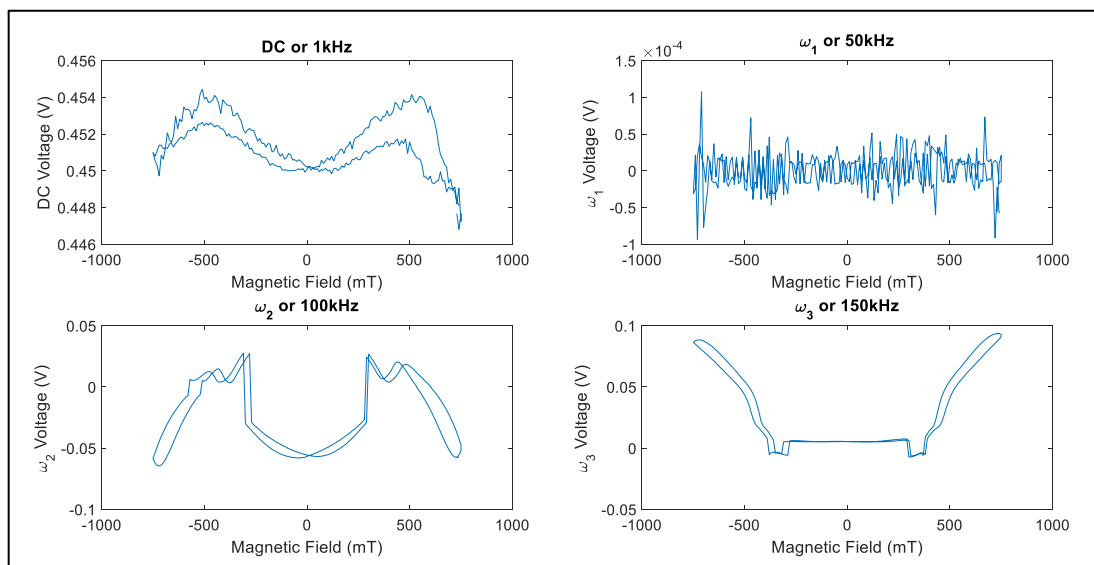 DC or 1kHz
0.456
0.454
0.452
0.45
0.448
0.446
DC Voltage (V)
-1000 -500 0 500 1000
Magnetic Field (mT)
ω1 or 50kHz
×10-4
1.5
1
0.5
0
-0.5
-1
ω1 Voltage (V)
-1000 -500 0 500 1000
Magnetic Field (mT)
ω2 or 100kHz
0.05
0
-0.05
-0.1
ω2 Voltage (V)
-1000 -500 0 500 1000
Magnetic Field (mT)
ω3 or 150kHz
0.1
0.05
0
-0.05
ω3 Voltage (V)
-1000 -500 0 500 1000
Magnetic Field (mT)